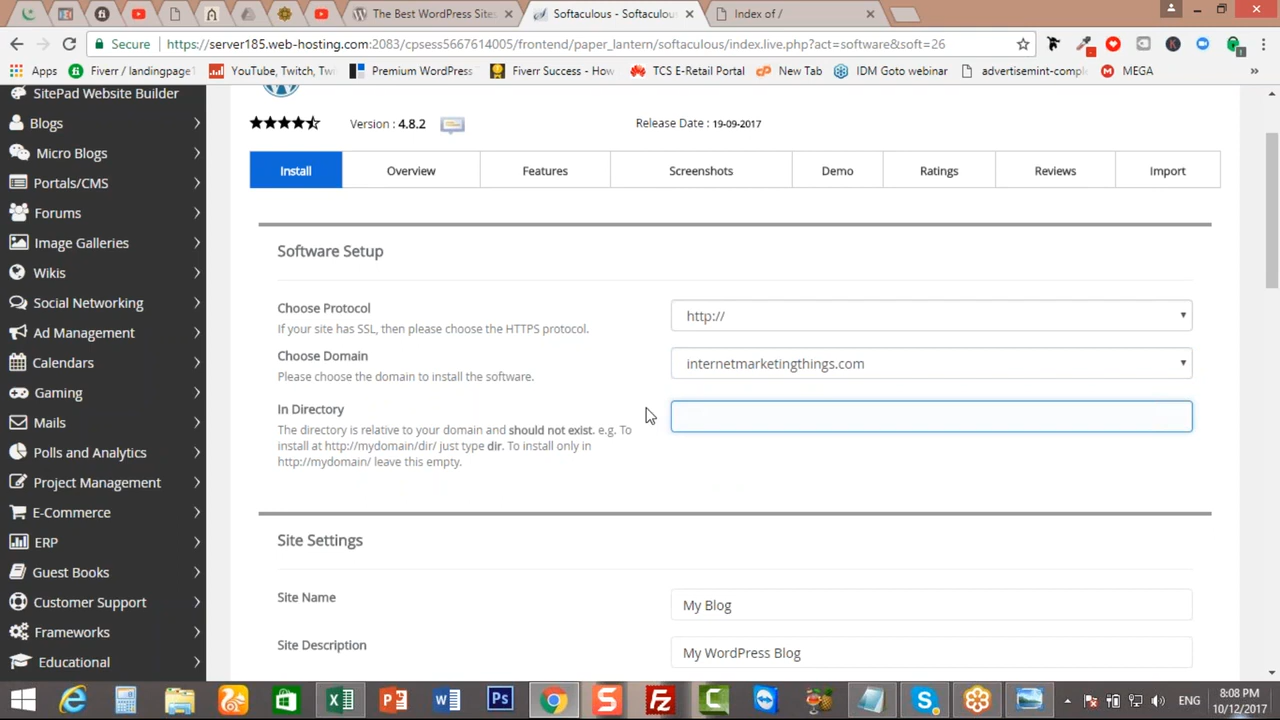 The Best WordPress Sites
Softaculous - Softaculou
Index of /
Secure
https://server185.web-hosting.com:2083/cpsess5667614005/frontend/paper_lantern/softaculous/index.live.php?act=software&soft=26
Apps
Fiverr / landingpage
YouTube, Twitch, Twi
Premium WordPress
Fiverr Success - How
TCS E-Retail Portal
New Tab
IDM Goto webinar
advertisemint-comple
MEGA
»
SitePad Website Builder
Blogs
Micro Blogs
Portals/CMS
Forums
Image Galleries
Wikis
Social Networking
Ad Management
Calendars
Gaming
Mails
Polls and Analytics
Project Management
E-Commerce
ERP
Guest Books
Customer Support
Frameworks
Educational
Version : 4.8.2
Release Date : 19-09-2017
Install
Overview
Features
Screenshots
Demo
Ratings
Reviews
Import
Software Setup
Choose Protocol
If your site has SSL, then please choose the HTTPS protocol.
http://
Choose Domain
Please choose the domain to install the software.
internetmarketingthings.com
In Directory
The directory is relative to your domain and should not exist. e.g. To
install at http://mydomain/dir/ just type dir. To install only in
http://mydomain/ leave this empty.
Site Settings
Site Name
My Blog
Site Description
My WordPress Blog
ENG
8:08 PM
10/12/2017